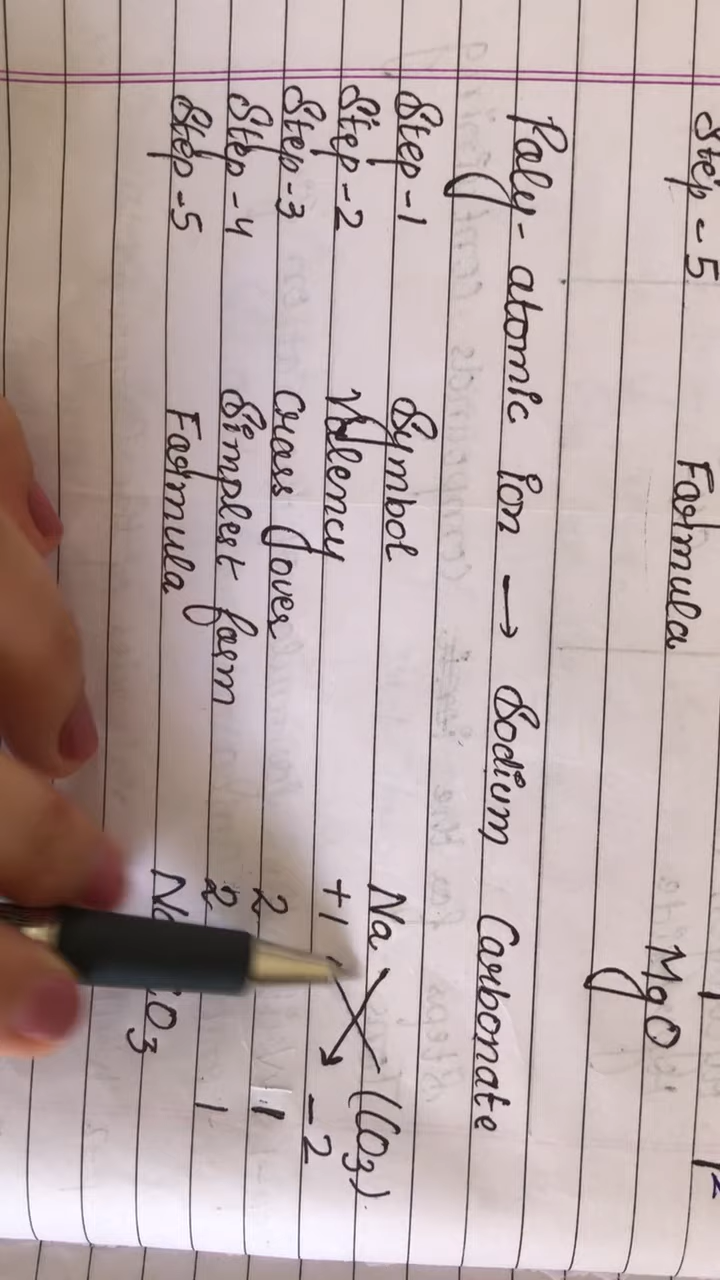 Step - 5 Formula MgO
Poly-atomic ion → Sodium Carbonate
Step - 1 Symbol Na (CO3)
Step - 2 Valency +1 -2
Step - 3 Cross over 2 1
Step - 4 Simplest form 2 1
Step - 5 Formula